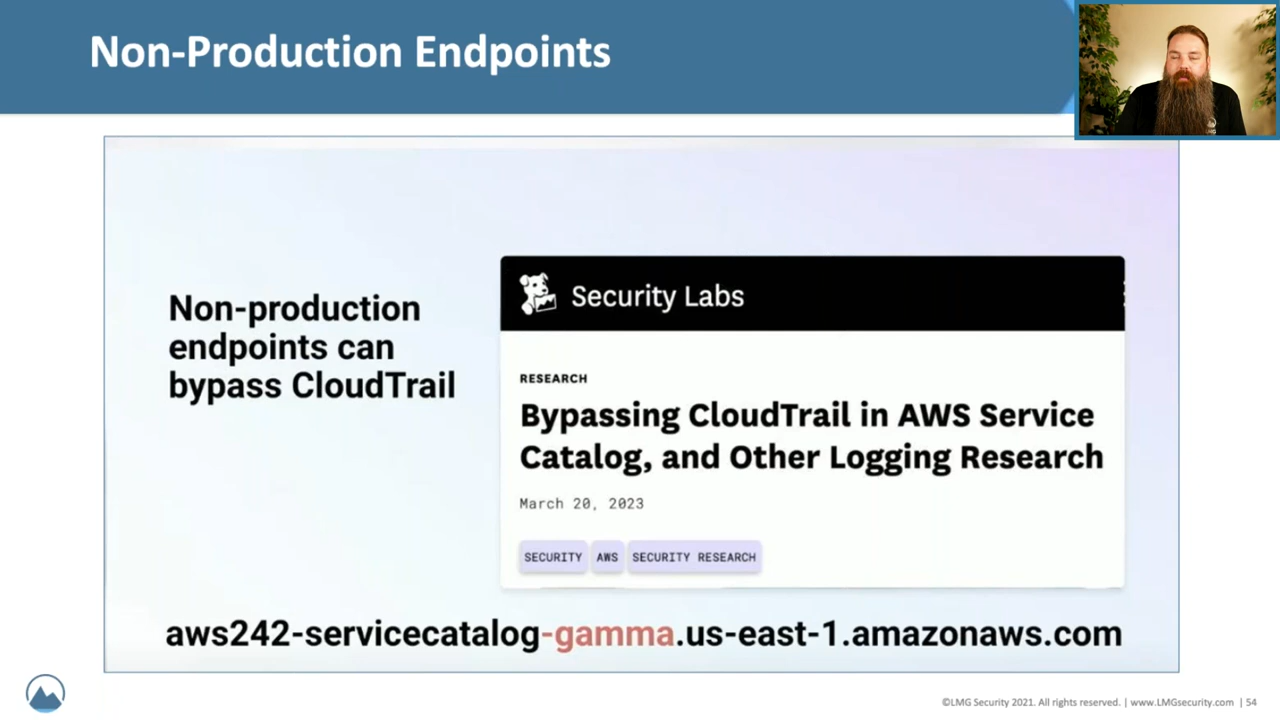 Non-Production Endpoints
Non-production
endpoints can
bypass CloudTrail
Security Labs
RESEARCH
Bypassing CloudTrail in AWS Service
Catalog, and Other Logging Research
March 20, 2023
SECURITY AWS SECURITY RESEARCH
aws242-servicecatalog-gamma.us-east-1.amazonaws.com
©LMG Security 2021. All rights reserved. | www.LMGsecurity.com | 54